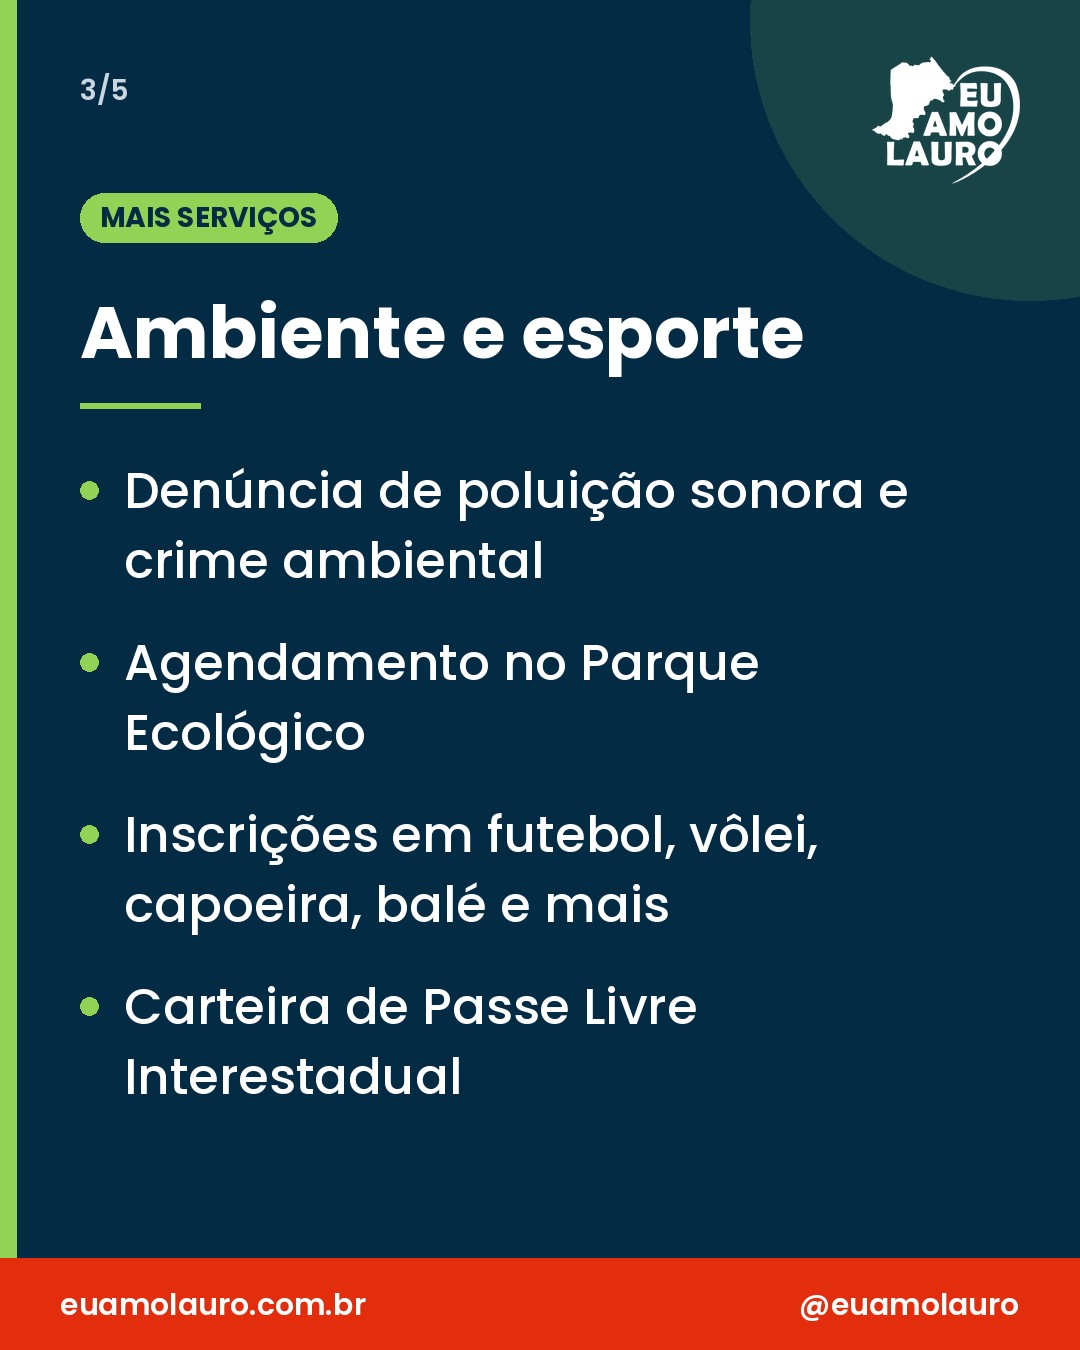 3/5
EU
AMO
LAURO
MAIS SERVIÇOS
Ambiente e esporte
Denúncia de poluição sonora e
crime ambiental
Agendamento no Parque
Ecológico
Inscrições em futebol, vôlei,
capoeira, balé e mais
Carteira de Passe Livre
Interestadual
euamolauro.com.br
@euamolauro